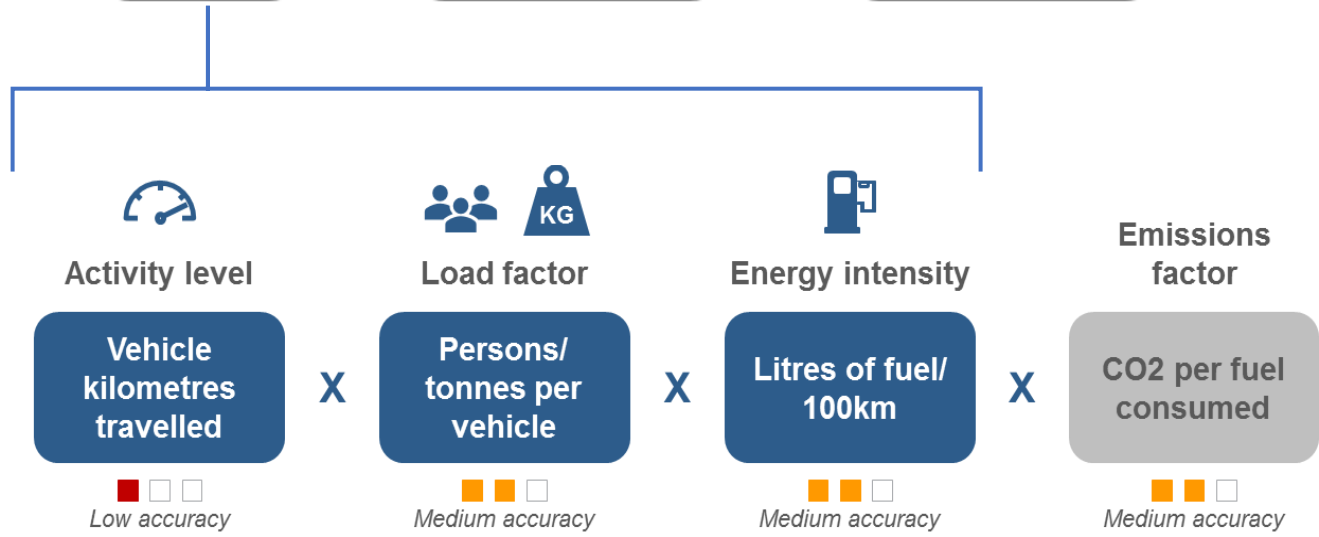 KG
Activity level
Load factor
Energy intensity
Emissions
factor
Vehicle
kilometres
travelled
X
Persons/
tonnes per
vehicle
X
Litres of fuel/
100km
X
CO2 per fuel
consumed
Low accuracy
Medium accuracy
Medium accuracy
Medium accuracy